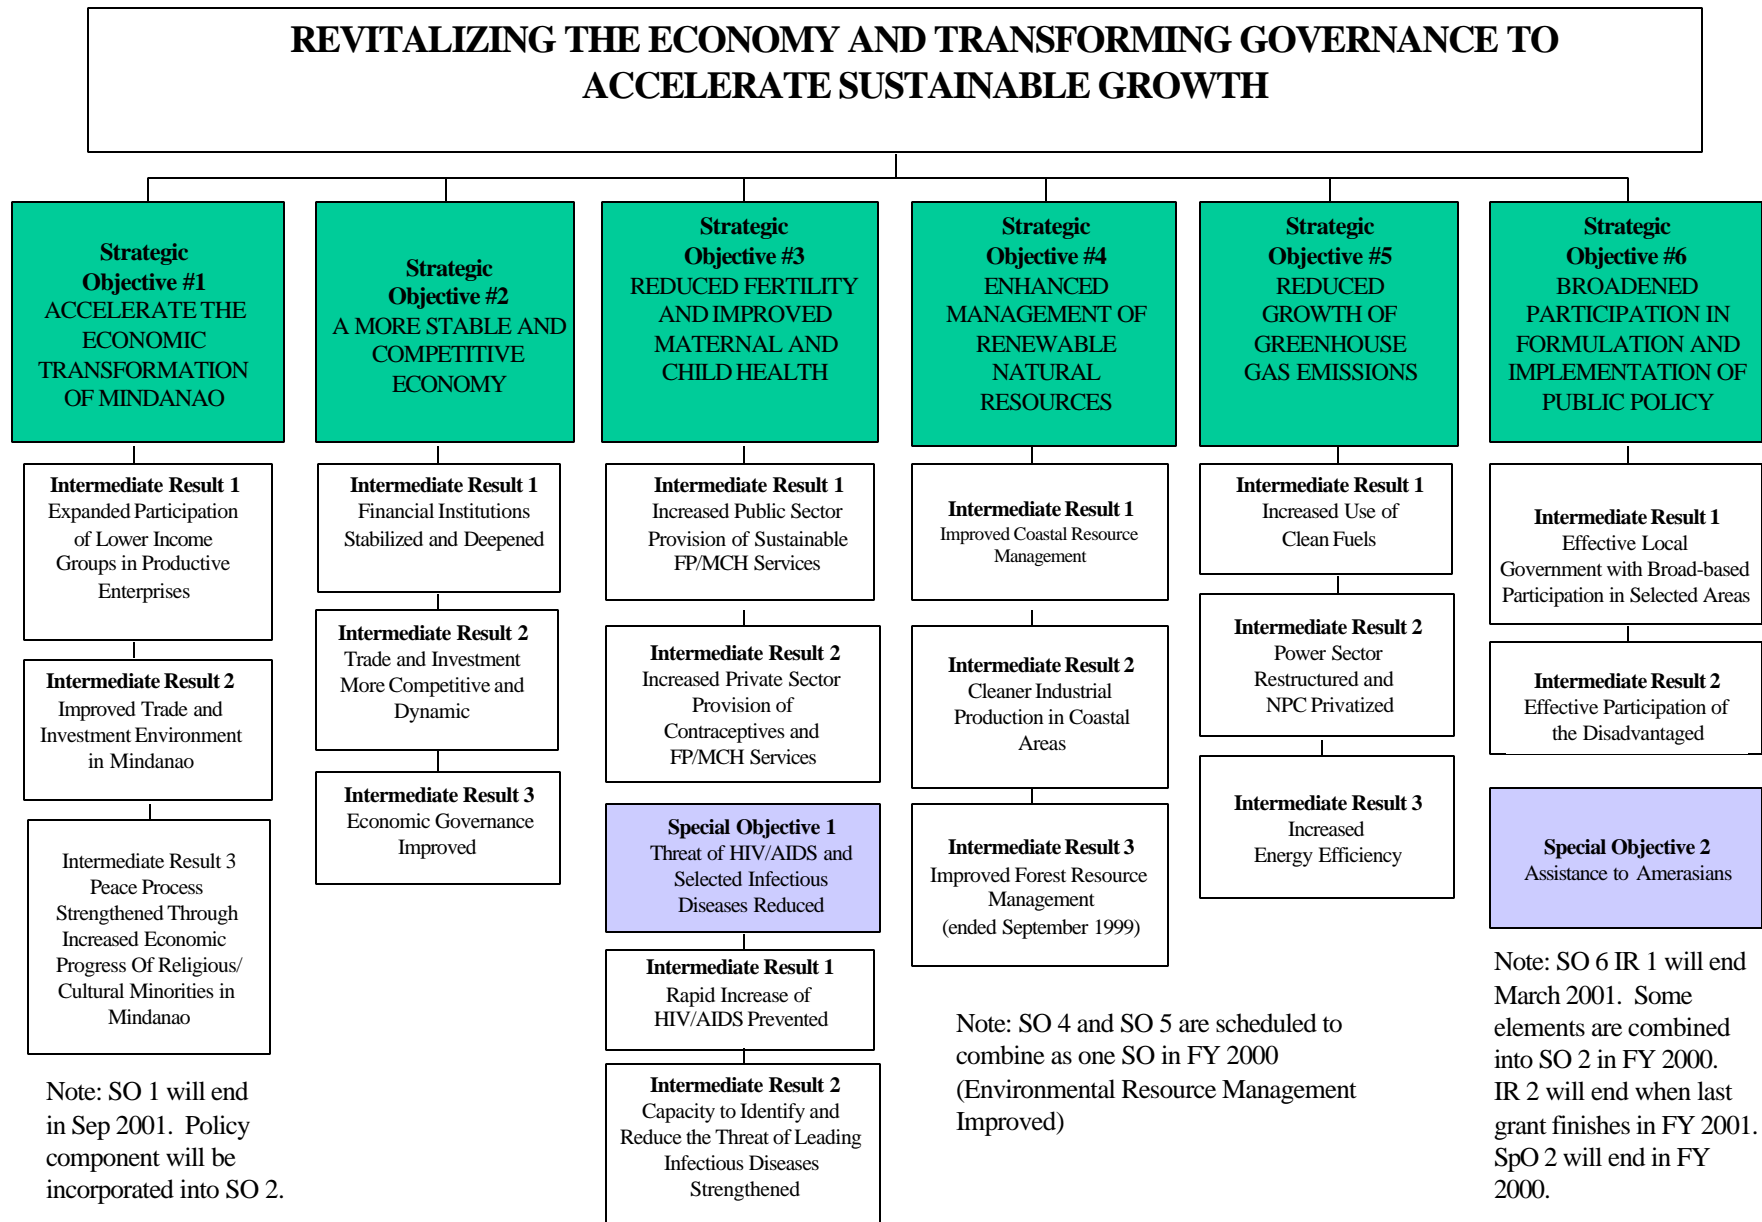 REVITALIZING THE ECONOMY AND TRANSFORMING GOVERNANCE TO
ACCELERATE SUSTAINABLE GROWTH
Strategic
Objective #1
ACCELERATE THE
ECONOMIC
TRANSFORMATION
OF MINDANAO
Intermediate Result 1
Expanded Participation
of Lower Income
Groups in Productive
Enterprises
Intermediate Result 2
Improved Trade and
Investment Environment
in Mindanao
Intermediate Result 3
Peace Process
Strengthened Through
Increased Economic
Progress Of Religious/
Cultural Minorities in
Mindanao
Note: SO 1 will end
in Sep 2001. Policy
component will be
incorporated into SO 2.
Strategic
Objective #2
A MORE STABLE AND
COMPETITIVE
ECONOMY
Intermediate Result 1
Financial Institutions
Stabilized and Deepened
Intermediate Result 2
Trade and Investment
More Competitive and
Dynamic
Intermediate Result 3
Economic Governance
Improved
Strategic
Objective #3
REDUCED FERTILITY
AND IMPROVED
MATERNAL AND
CHILD HEALTH
Intermediate Result 1
Increased Public Sector
Provision of Sustainable
FP/MCH Services
Intermediate Result 2
Increased Private Sector
Provision of
Contraceptives and
FP/MCH Services
Special Objective 1
Threat of HIV/AIDS and
Selected Infectious
Diseases Reduced
Intermediate Result 1
Rapid Increase of
HIV/AIDS Prevented
Intermediate Result 2
Capacity to Identify and
Reduce the Threat of Leading
Infectious Diseases
Strengthened
Strategic
Objective #4
ENHANCED
MANAGEMENT OF
RENEWABLE
NATURAL
RESOURCES
Intermediate Result 1
Improved Coastal Resource
Management
Intermediate Result 2
Cleaner Industrial
Production in Coastal
Areas
Intermediate Result 3
Improved Forest Resource
Management
(ended September 1999)
Note: SO 4 and SO 5 are scheduled to
combine as one SO in FY 2000
(Environmental Resource Management
Improved)
Strategic
Objective #5
REDUCED
GROWTH OF
GREENHOUSE
GAS EMISSIONS
Intermediate Result 1
Increased Use of
Clean Fuels
Intermediate Result 2
Power Sector
Restructured and
NPC Privatized
Intermediate Result 3
Increased
Energy Efficiency
Strategic
Objective #6
BROADENED
PARTICIPATION IN
FORMULATION AND
IMPLEMENTATION OF
PUBLIC POLICY
Intermediate Result 1
Effective Local
Government with Broad-based
Participation in Selected Areas
Intermediate Result 2
Effective Participation of
the Disadvantaged
Special Objective 2
Assistance to Amerasians
Note: SO 6 IR 1 will end
March 2001. Some
elements are combined
into SO 2 in FY 2000.
IR 2 will end when last
grant finishes in FY 2001.
SpO 2 will end in FY
2000.